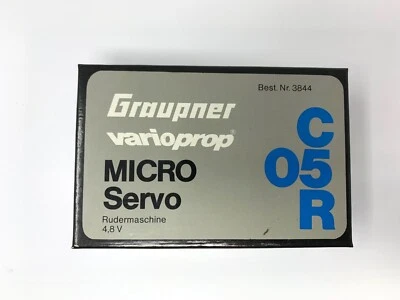 Best. Nr. 3844
Graupner
varioprop®
MICRO
Servo
Rudermaschine
4,8 V
C
05
R